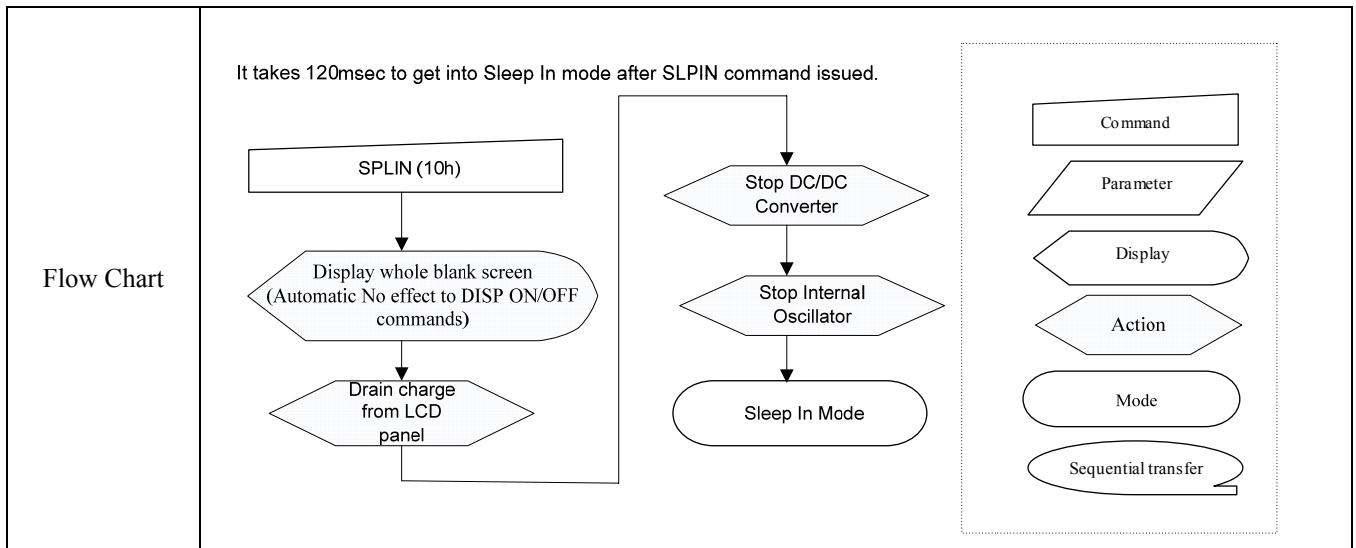 Flow Chart
It takes 120msec to get into Sleep In mode after SLPIN command issued.
SPLIN (10h)
Display whole blank screen
(Automatic No effect to DISP ON/OFF
commands)
Drain charge
from LCD
panel
Stop DC/DC
Converter
Stop Internal
Oscillator
Sleep In Mode
Command
Parameter
Display
Action
Mode
Sequential transfer